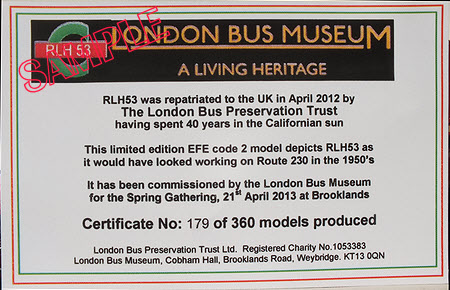 SAMPLE
RLH 53
LONDON BUS MUSEUM
A LIVING HERITAGE
RLH53 was repatriated to the UK in April 2012 by
The London Bus Preservation Trust
having spent 40 years in the Californian sun
This limited edition EFE code 2 model depicts RLH53 as
it would have looked working on Route 230 in the 1950's
It has been commissioned by the London Bus Museum
for the Spring Gathering, 21st April 2013 at Brooklands
Certificate No: 179 of 360 models produced
London Bus Preservation Trust Ltd. Registered Charity No.1053383
London Bus Museum, Cobham Hall, Brooklands Road, Weybridge. KT13 0QN